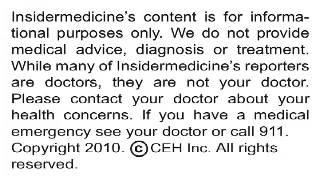 Insidermedicine's content is for informa-
tional purposes only. We do not provide
medical advice, diagnosis or treatment.
While many of Insidermedicine's reporters
are doctors, they are not your doctor.
Please contact your doctor about your
health concerns. If you have a medical
emergency see your doctor or call 911.
Copyright 2010. ©CEH Inc. All rights
reserved.